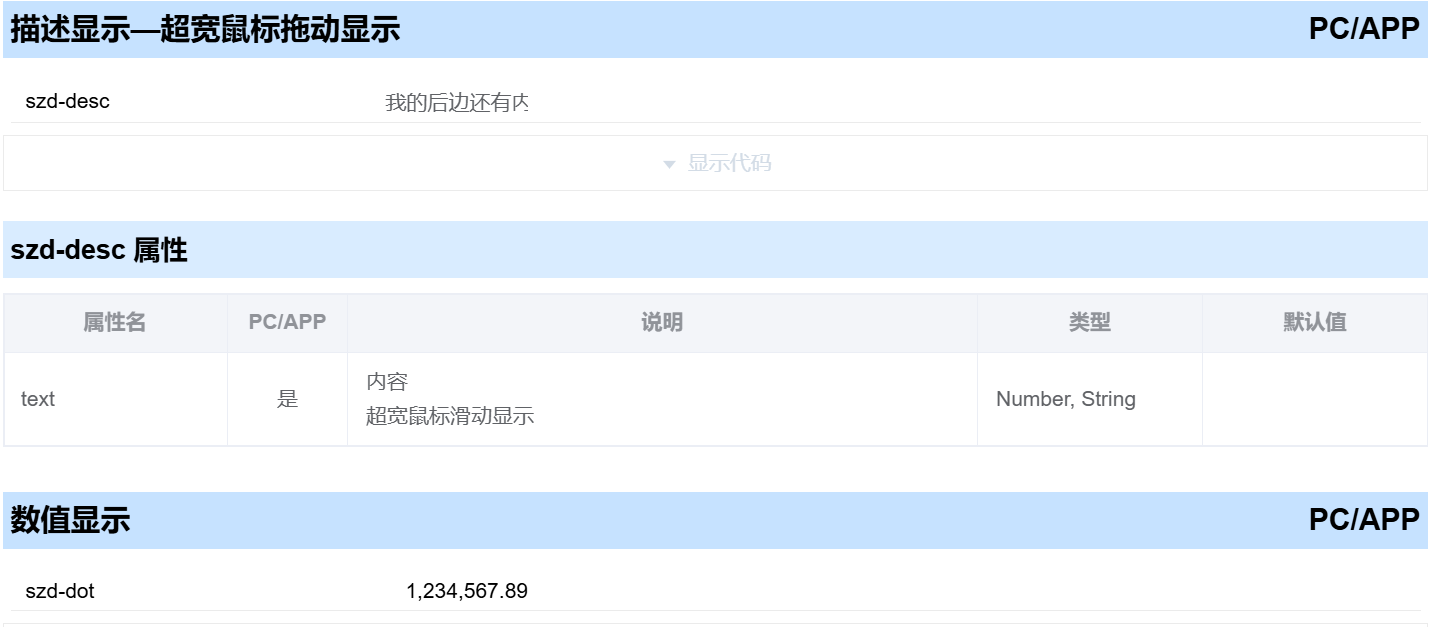 描述显示—超宽鼠标拖动显示 PC/APP
szd-desc 我的后边还有内
显示代码
szd-desc 属性
属性名 PC/APP 说明 类型 默认值
text 是 内容 Number, String
超宽鼠标滑动显示
数值显示 PC/APP
szd-dot 1,234,567.89